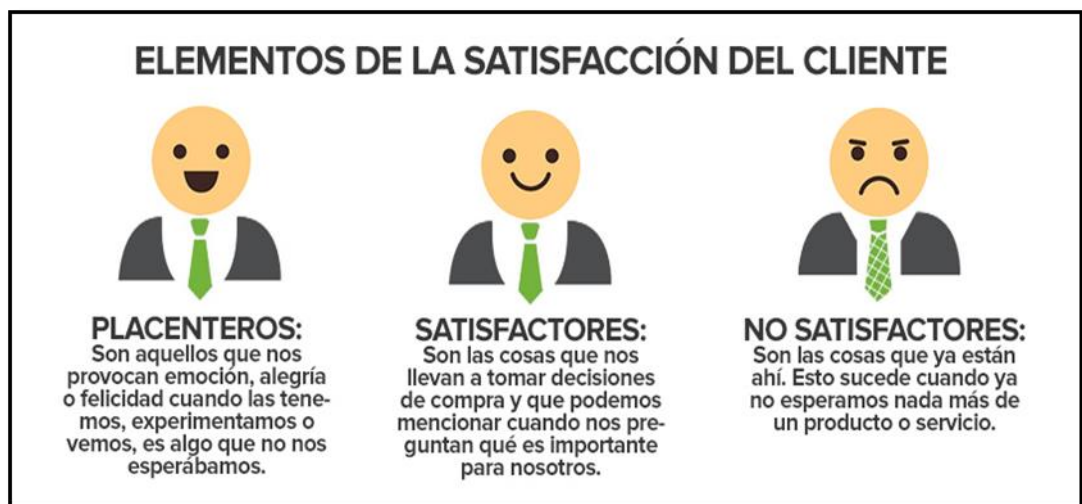 ELEMENTOS DE LA SATISFACCIÓN DEL CLIENTE
PLACENTEROS:
Son aquellos que nos
provocan emoción, alegría
o felicidad cuando las tene-
mos, experimentamos o
vemos, es algo que no nos
esperábamos.
SATISFACTORES:
Son las cosas que nos
llevan a tomar decisiones
de compra y que podemos
mencionar cuando nos pre-
guntan qué es importante
para nosotros.
NO SATISFACTORES:
Son las cosas que ya están
ahí. Esto sucede cuando ya
no esperamos nada más de
un producto o servicio.